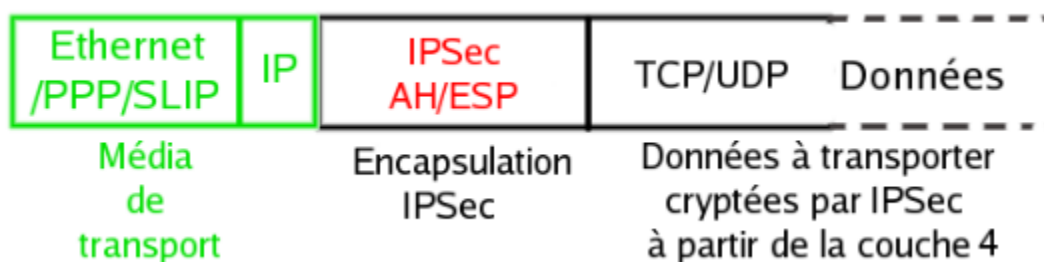 Ethernet
/PPP/SLIP
IP
IPSec
AH/ESP
TCP/UDP
Données
Média
de
transport
Encapsulation
IPSec
Données à transporter
cryptées par IPSec
à partir de la couche 4